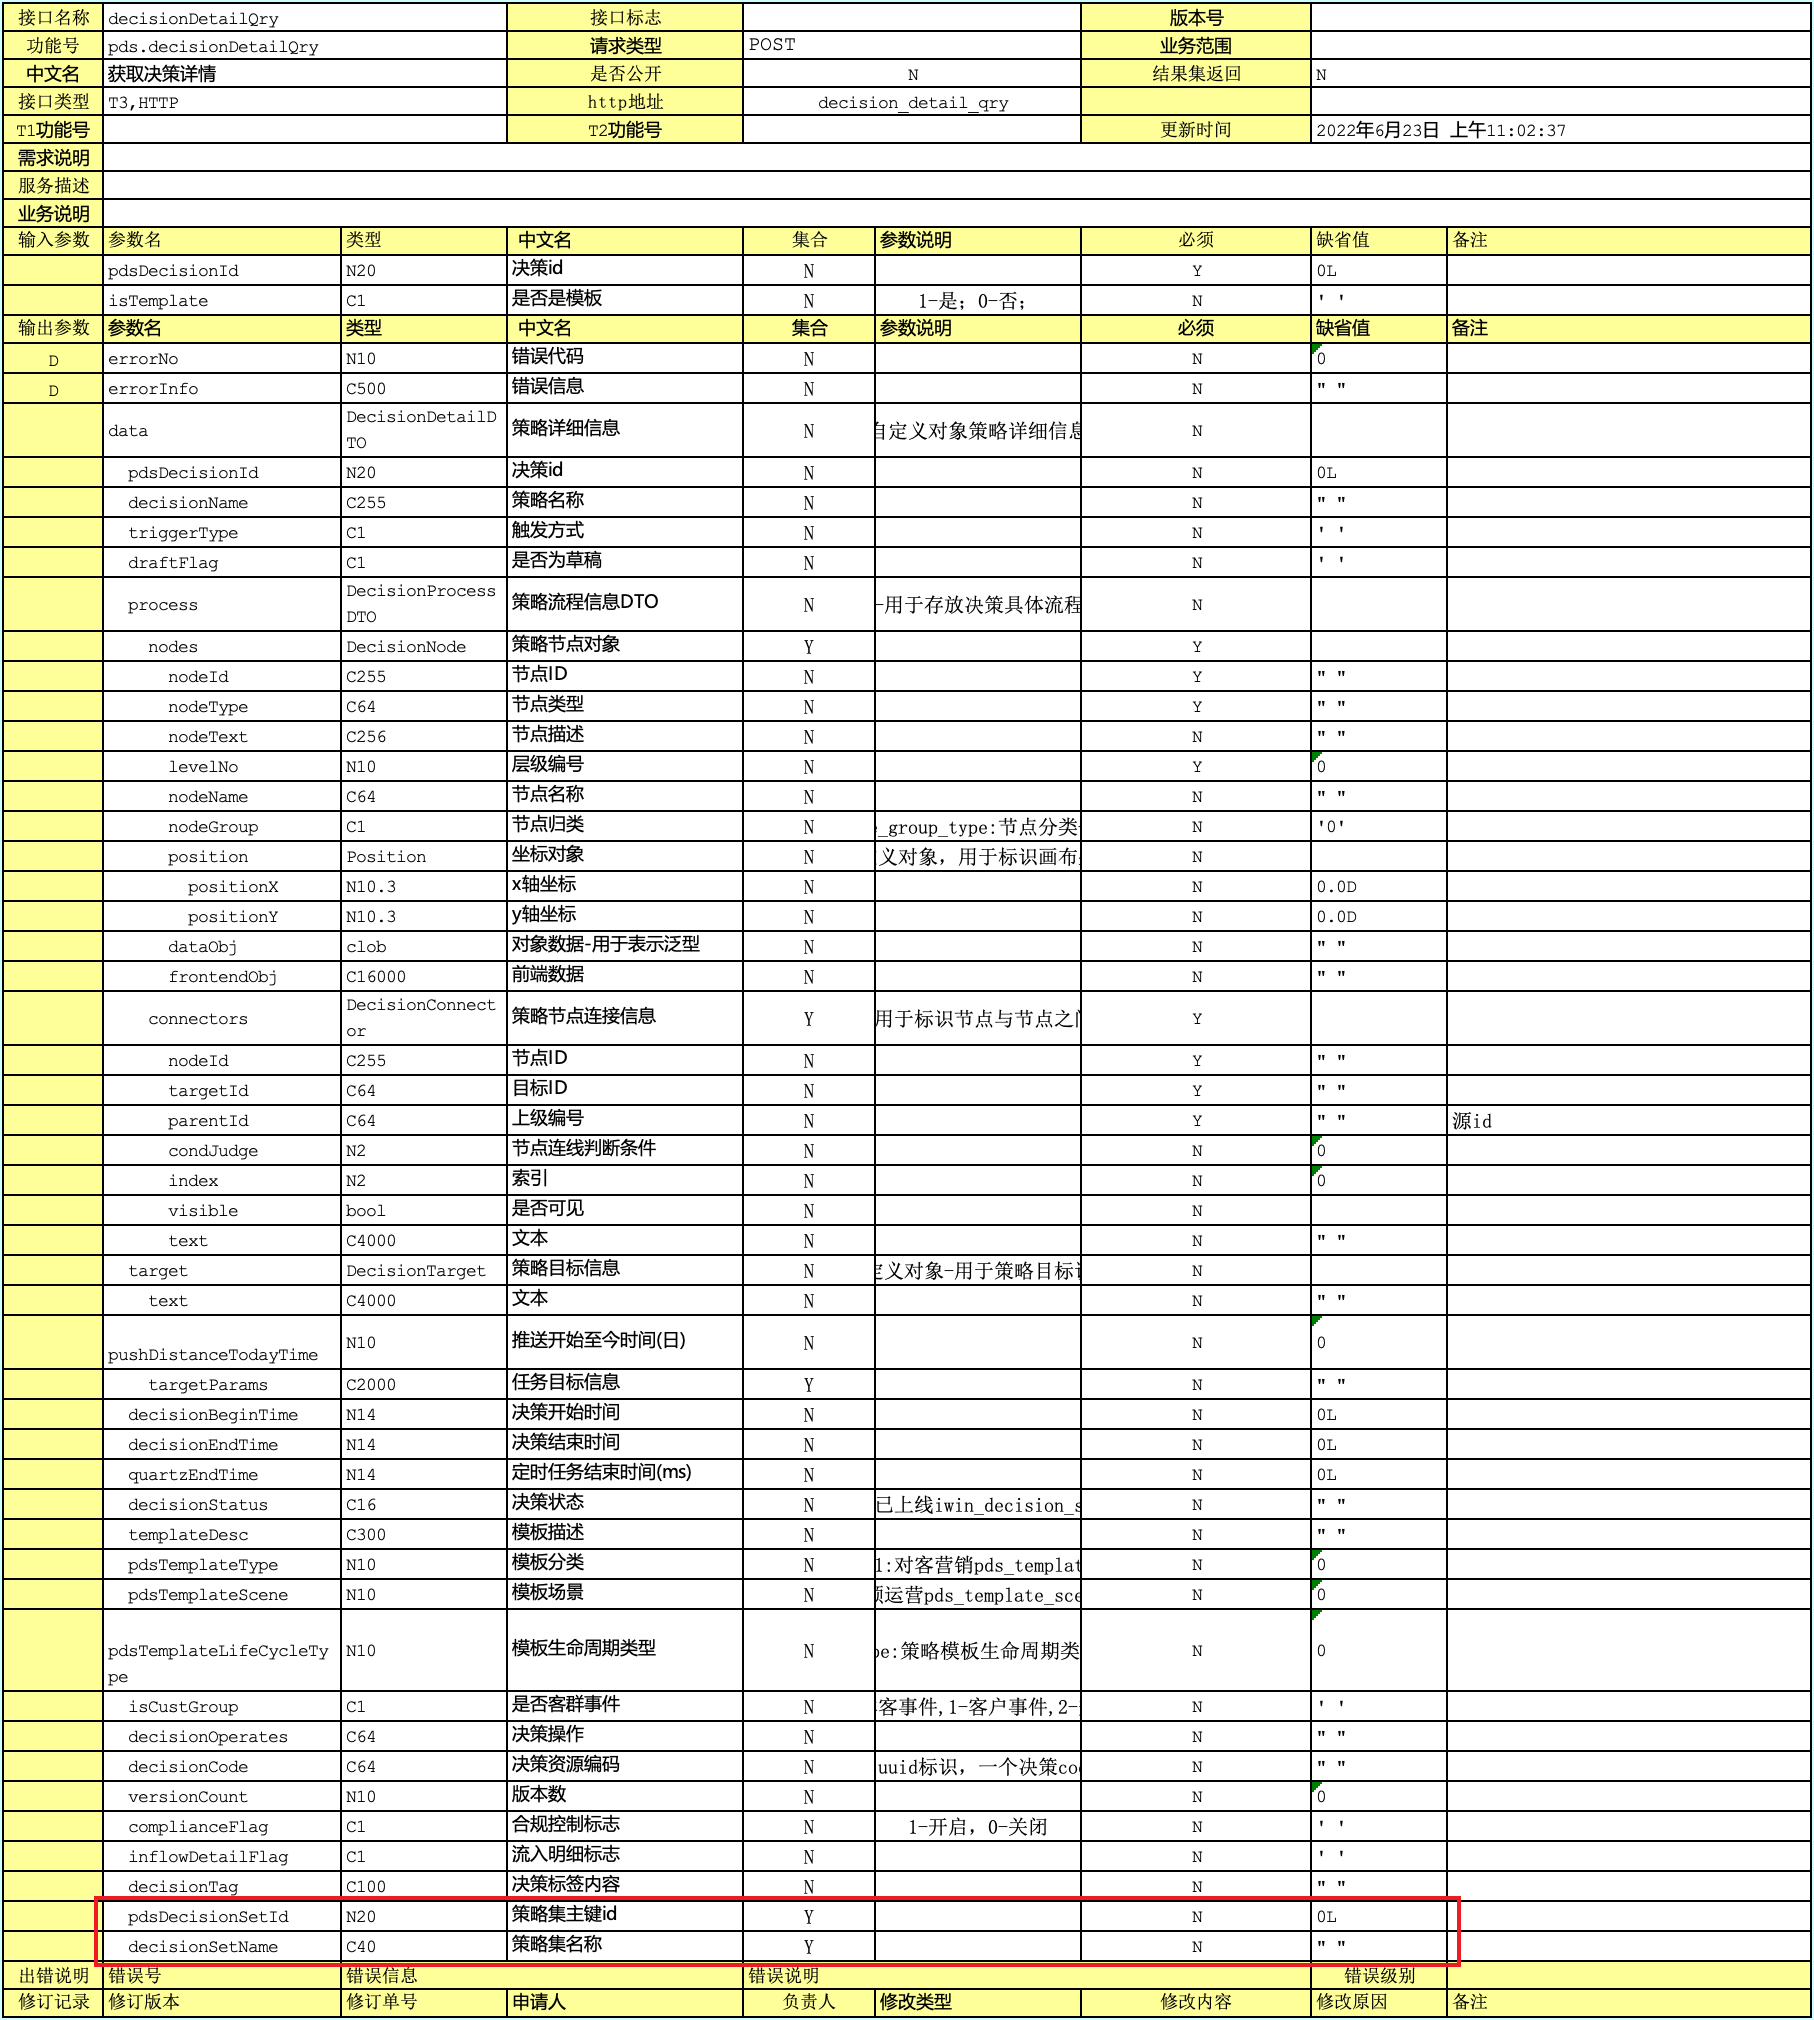 接口名称 decisionDetailQry 接口标志 版本号
功能号 pds.decisionDetailQry 请求类型 POST 业务范围
中文名 获取决策详情 是否公开 N 结果集返回 N
接口类型 T3,HTTP http地址 decision_detail_qry
T1功能号 T2功能号 更新时间 2022年6月23日 上午11:02:37
需求说明
服务描述
业务说明
输入参数 参数名 类型 中文名 集合 参数说明 必须 缺省值 备注
pdsDecisionId N20 决策id N Y 0L
isTemplate C1 是否是模板 N 1-是; 0-否; N ' '
输出参数 参数名 类型 中文名 集合 参数说明 必须 缺省值 备注
D errorNo N10 错误代码 N N 0
D errorInfo C500 错误信息 N N " "
data DecisionDetailD
TO 策略详细信息 N 自定义对象策略详细信息 N
pdsDecisionId N20 决策id N N 0L
decisionName C255 策略名称 N N " "
triggerType C1 触发方式 N N ' '
draftFlag C1 是否为草稿 N N ' '
process DecisionProcess
DTO 策略流程信息DTO N -用于存放决策具体流程 N
nodes DecisionNode 策略节点对象 Y Y
nodeId C255 节点ID N Y " "
nodeType C64 节点类型 N Y " "
nodeText C256 节点描述 N N " "
levelNo N10 层级编号 N Y 0
nodeName C64 节点名称 N N " "
nodeGroup C1 节点归类 N _group_type:节点分类 N '0'
position Position 坐标对象 N 义对象，用于标识画布 N
positionX N10.3 x轴坐标 N N 0.0D
positionY N10.3 y轴坐标 N N 0.0D
dataObj clob 对象数据-用于表示泛型 N N " "
frontendObj C16000 前端数据 N N " "
connectors DecisionConnect
or 策略节点连接信息 Y 用于标识节点与节点之 Y
nodeId C255 节点ID N Y " "
targetId C64 目标ID N Y " "
parentId C64 上级编号 N Y " " 源id
condJudge N2 节点连线判断条件 N N 0
index N2 索引 N N 0
visible bool 是否可见 N N
text C4000 文本 N N " "
target DecisionTarget 策略目标信息 N 定义对象-用于策略目标 N
text C4000 文本 N N " "
pushDistanceTodayTime N10 推送开始至今时间(日) N N 0
targetParams C2000 任务目标信息 Y N " "
decisionBeginTime N14 决策开始时间 N N 0L
decisionEndTime N14 决策结束时间 N N 0L
quartzEndTime N14 定时任务结束时间(ms) N N 0L
decisionStatus C16 决策状态 N 已上线iwin_decision_s N " "
templateDesc C300 模板描述 N N " "
pdsTemplateType N10 模板分类 N 1:对客营销pds_templat N 0
pdsTemplateScene N10 模板场景 N 运营pds_template_sce N 0
pdsTemplateLifeCycleTy
pe N10 模板生命周期类型 N pe:策略模板生命周期类 N 0
isCustGroup C1 是否客群事件 N 客事件,1-客户事件,2- N ' '
decisionOperates C64 决策操作 N N " "
decisionCode C64 决策资源编码 N uuid标识，一个决策co N " "
versionCount N10 版本数 N N 0
complianceFlag C1 合规控制标志 N 1-开启，0-关闭 N ' '
inflowDetailFlag C1 流入明细标志 N N ' '
decisionTag C100 决策标签内容 N N " "
pdsDecisionSetId N20 策略集主键id Y N 0L
decisionSetName C40 策略集名称 Y N " "
出错说明 错误号 错误信息 错误说明 错误级别
修订记录 修订版本 修订单号 申请人 负责人 修改类型 修改内容 修改原因 备注